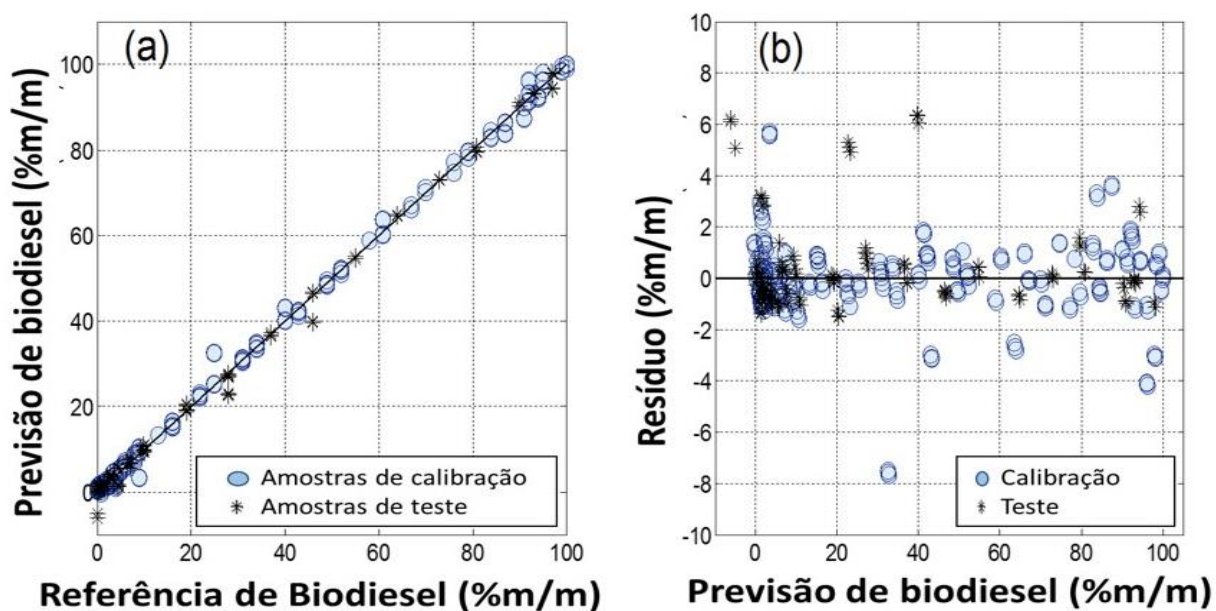 (a)
Previsão de biodiesel (%m/m)
100
80
60
40
20
0
0 20 40 60 80 100
Referência de Biodiesel (%m/m)
Amostras de calibração
Amostras de teste
(b)
Resíduo (%m/m)
10
8
6
4
2
0
-2
-4
-6
-8
-10
0 20 40 60 80 100
Previsão de biodiesel (%m/m)
Calibração
Teste